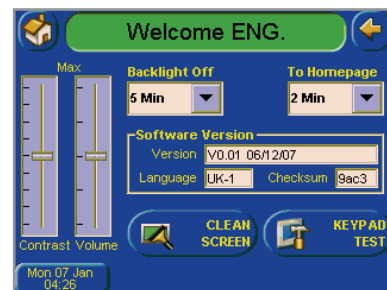 Welcome ENG.
Max
Backlight Off
To Homepage
5 Min
2 Min
Software Version
Version V0.01 06/12/07
Language UK-1 Checksum 9ac3
CLEAN
SCREEN
KEYPAD
TEST
Contrast Volume
Mon 07 Jan
04:26